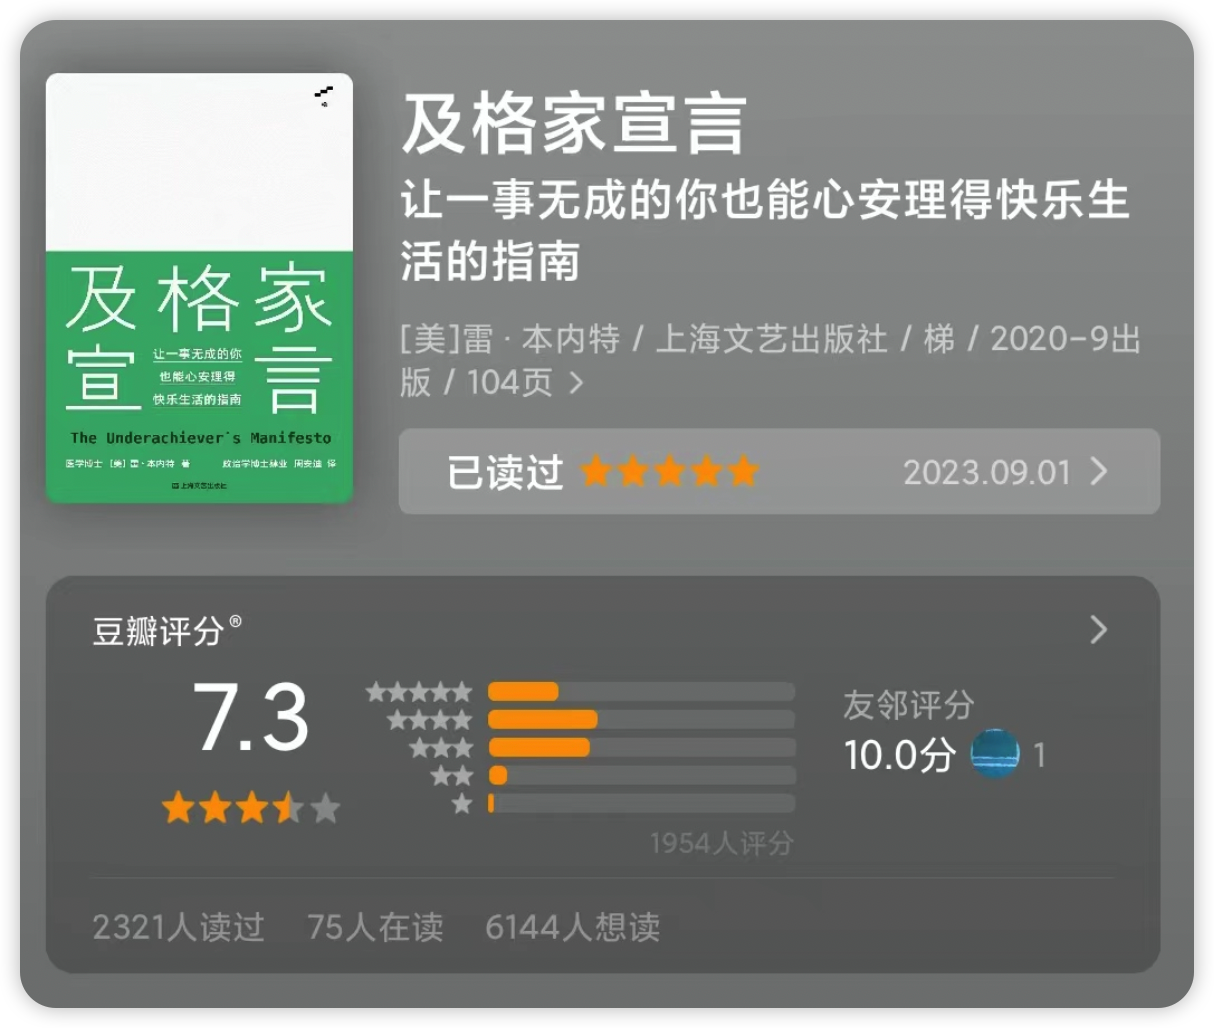 及格家宣言
让一事无成的你也能心安理得快乐生
活的指南
[美]雷·本内特 / 上海文艺出版社 / 梯 / 2020-9出
版 / 104页 >
已读过 ★★★★★ 2023.09.01 >
及格家
宣言
让一事无成的你
也能心安理得
快乐生活的指南
The Underachiever's Manifesto
医学博士 [美] 雷·本内特 著 政治学博士肄业 周安迪 译
上海文艺出版社
豆瓣评分®
7.3
1954人评分
友邻评分
10.0分 1
2321人读过 75人在读 6144人想读